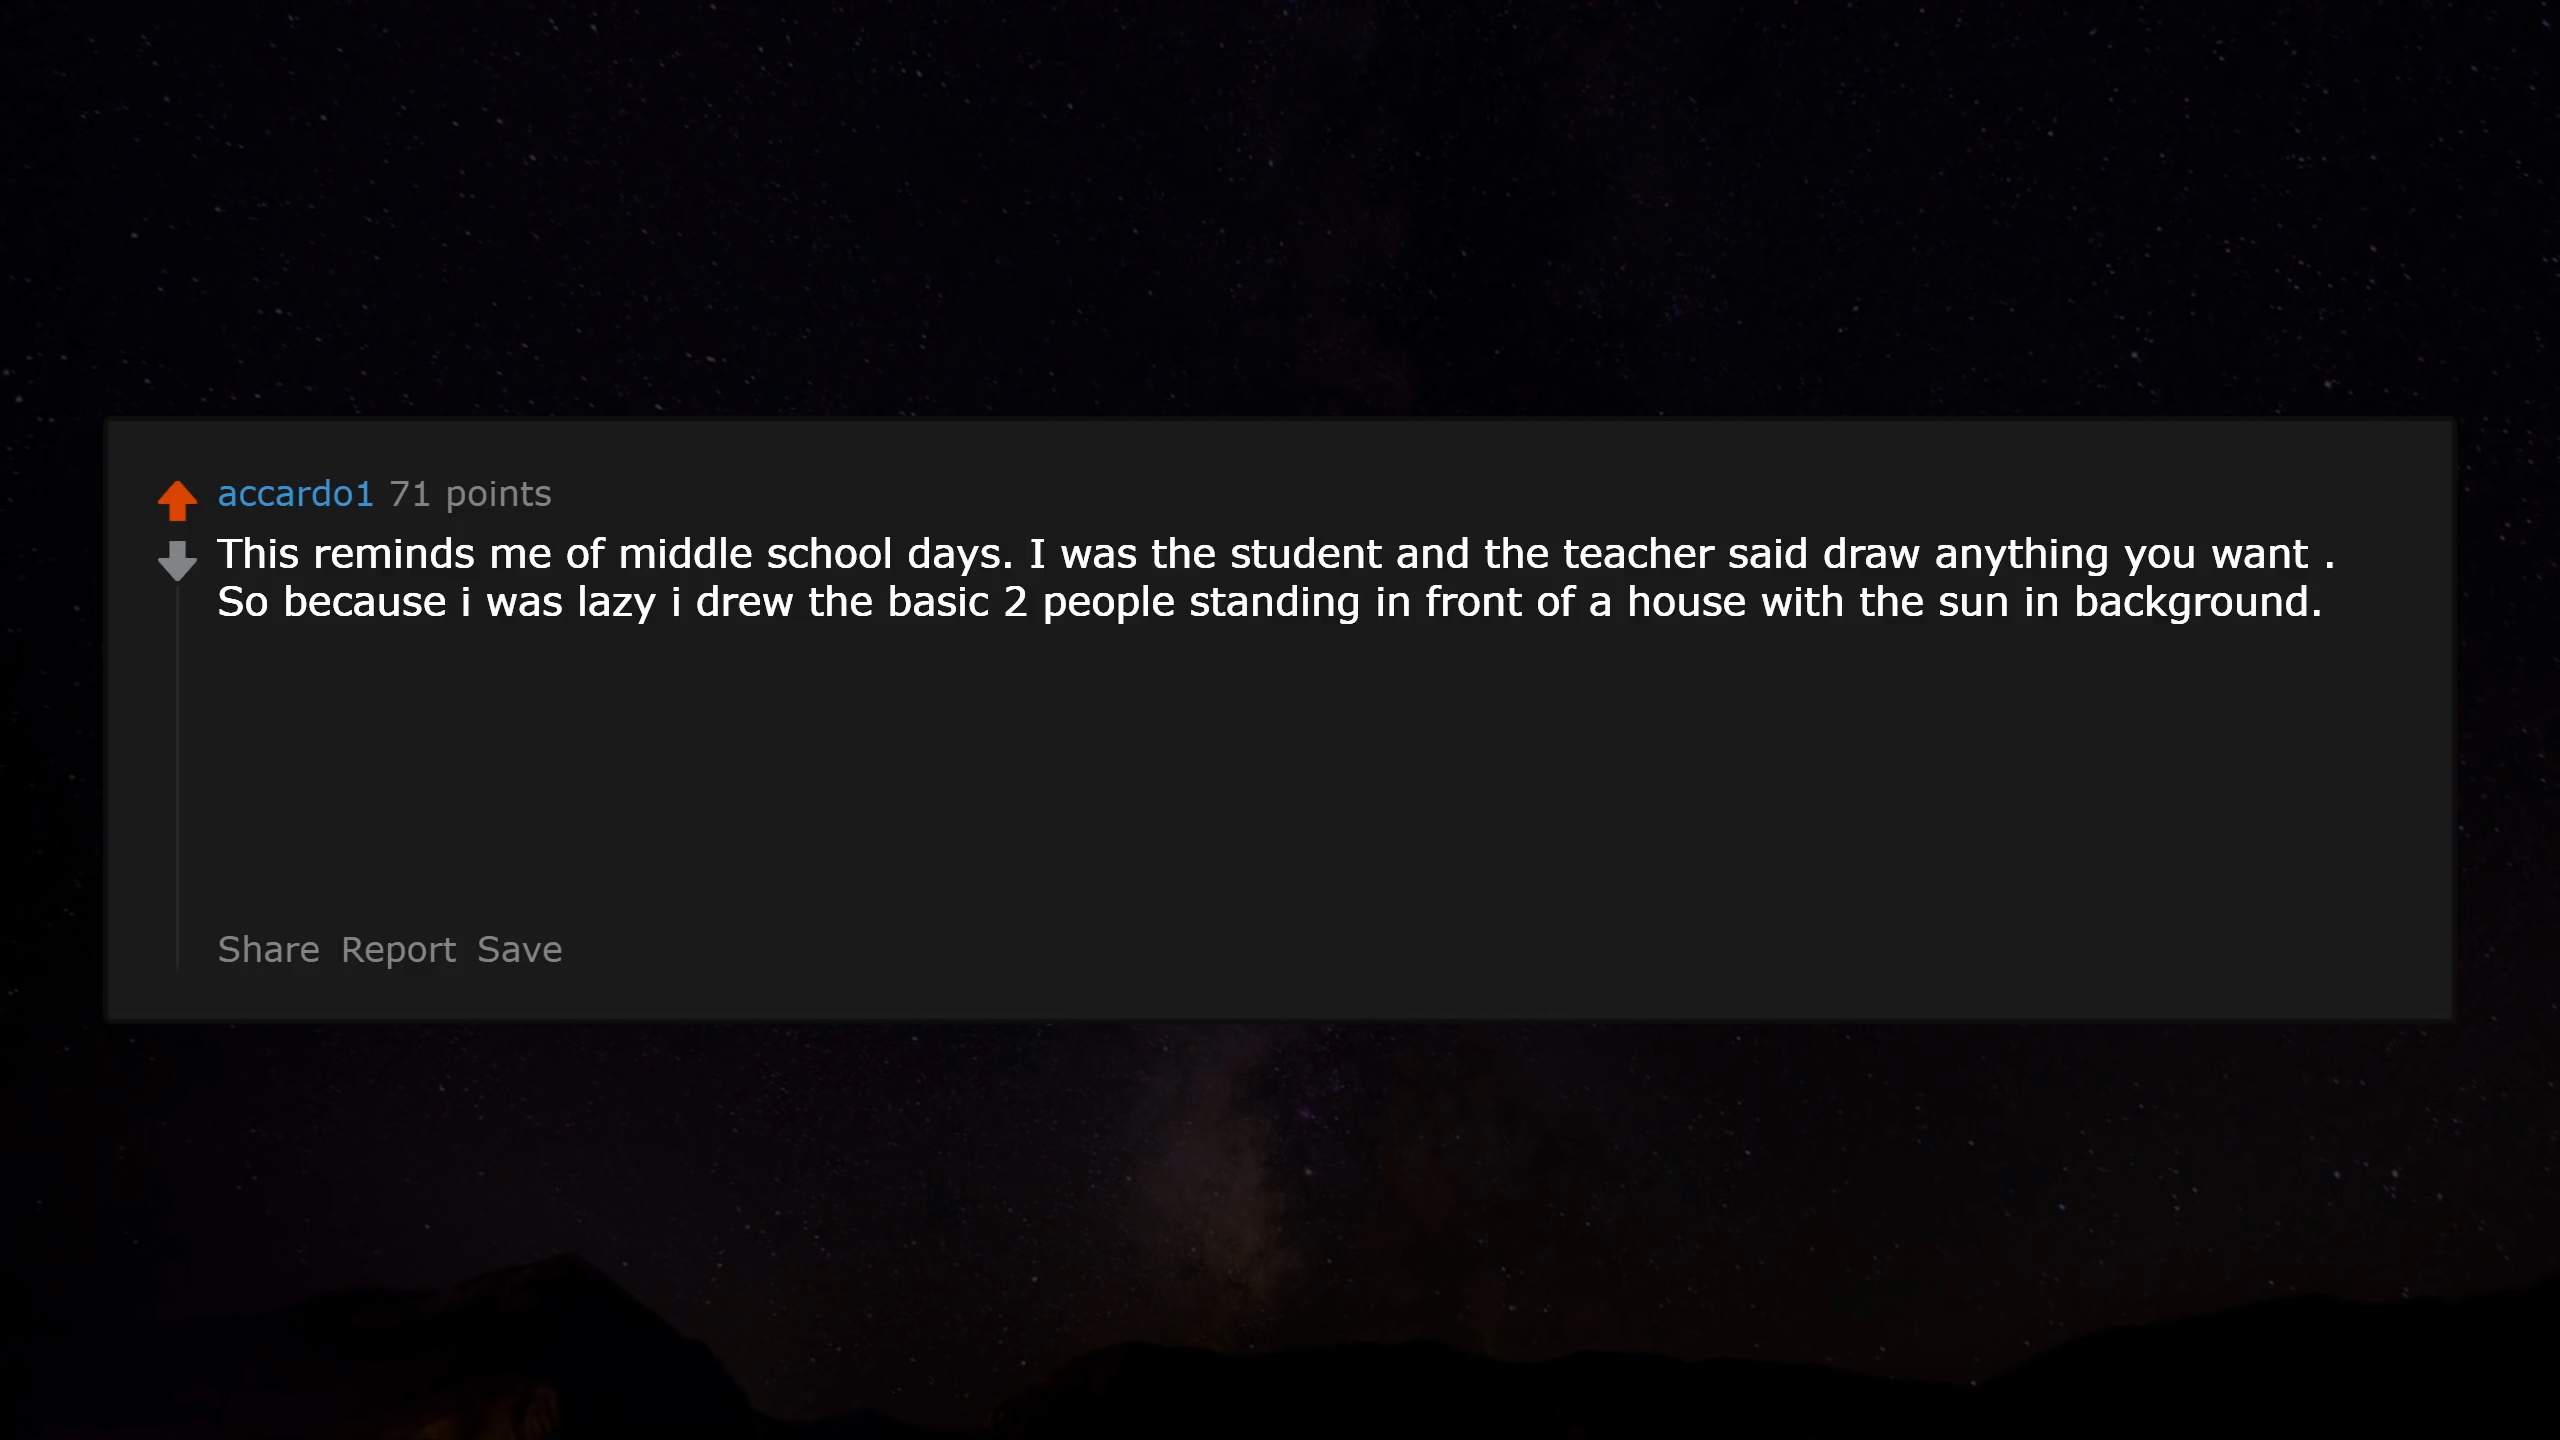 accardo1 71 points
This reminds me of middle school days. I was the student and the teacher said draw anything you want .
So because i was lazy i drew the basic 2 people standing in front of a house with the sun in background.
Share Report Save